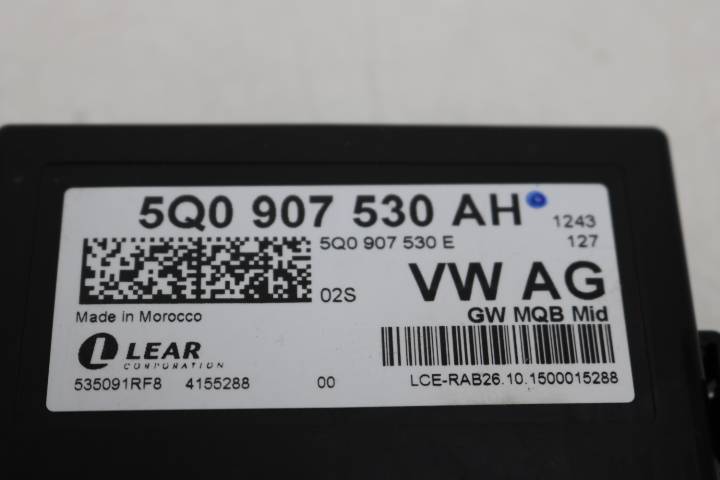 5Q0 907 530 AH
1243
5Q0 907 530 E
127
02S
VW AG
GW MQB Mid
Made in Morocco
LEAR
CORPORATION
535091RF8 4155288 00
LCE-RAB26.10.1500015288